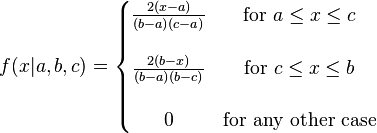 2(x−a) / (b−a)(c−a) for a ≤ x ≤ c
f(x|a, b, c) = { 2(b−x) / (b−a)(b−c) for c ≤ x ≤ b
0 for any other case